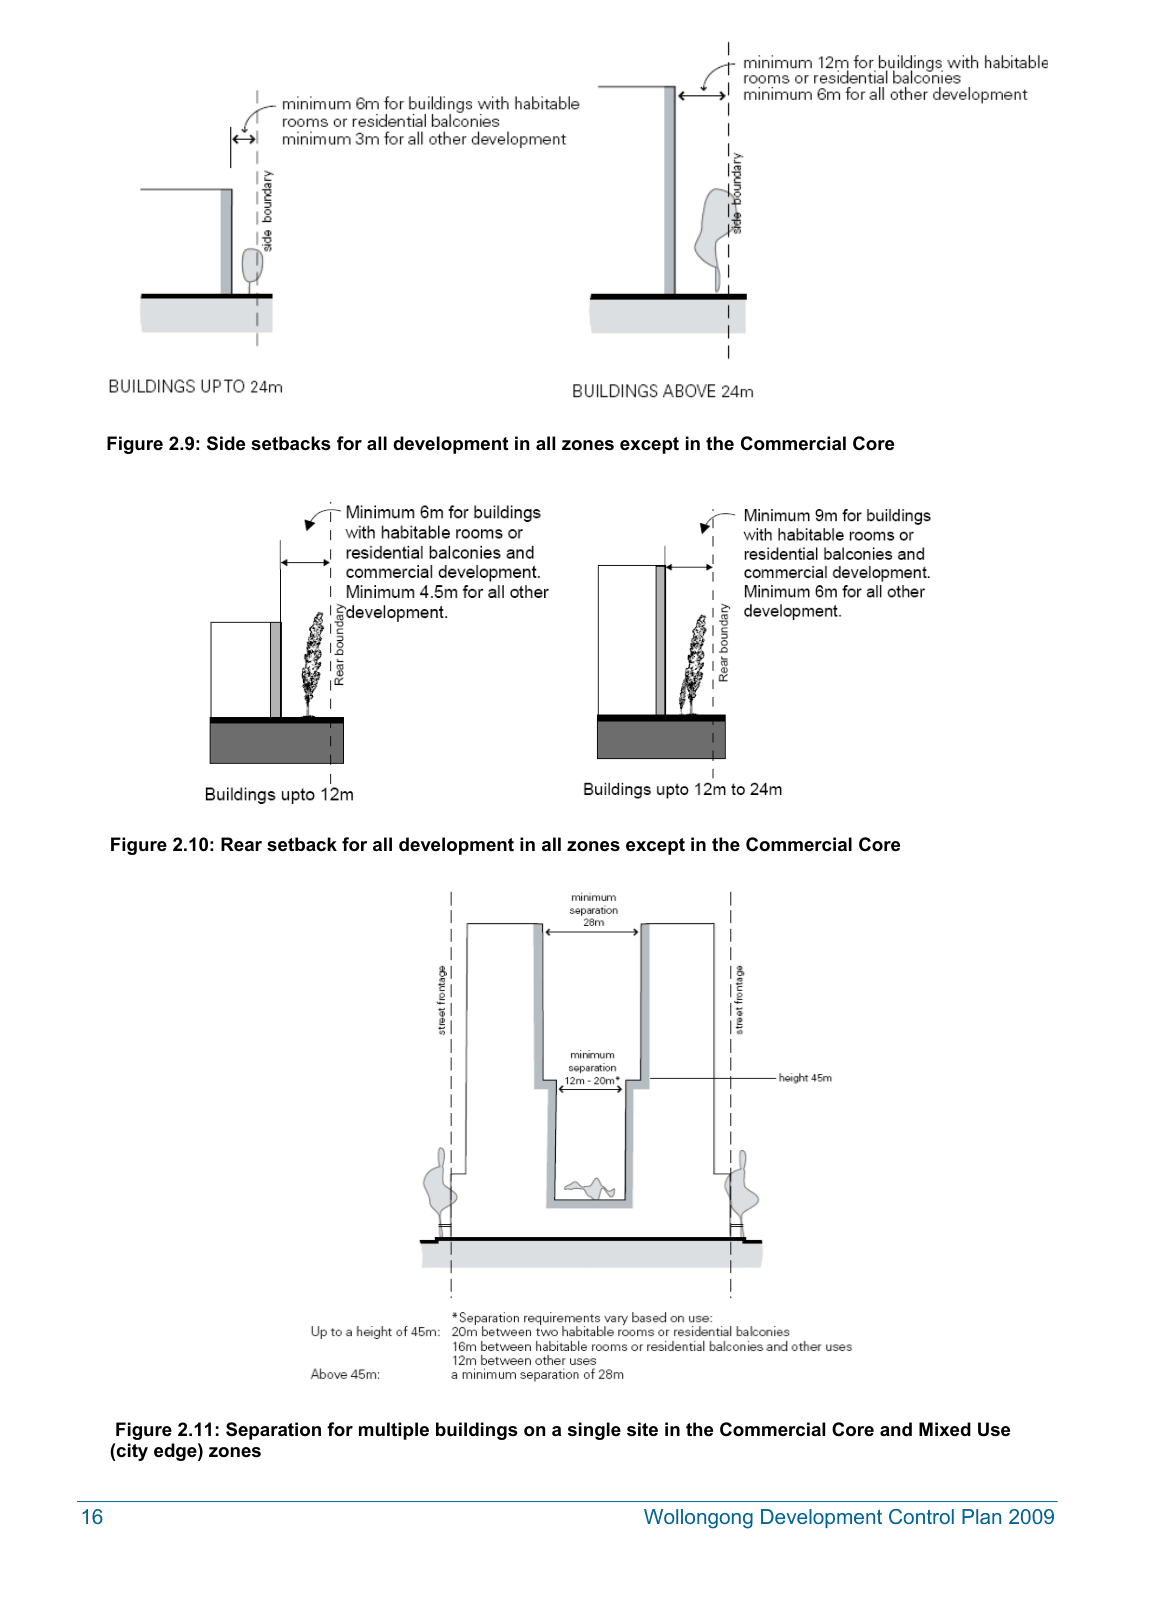 minimum 6m for buildings with habitable
rooms or residential balconies
minimum 3m for all other development
side boundary
BUILDINGS UPTO 24m
minimum 12m for buildings with habitable
rooms or residential balconies
minimum 6m for all other development
side boundary
BUILDINGS ABOVE 24m
Figure 2.9: Side setbacks for all development in all zones except in the Commercial Core
Minimum 6m for buildings
with habitable rooms or
residential balconies and
commercial development.
Minimum 4.5m for all other
development.
Rear boundary
Buildings upto 12m
Minimum 9m for buildings
with habitable rooms or
residential balconies and
commercial development.
Minimum 6m for all other
development.
Rear boundary
Buildings upto 12m to 24m
Figure 2.10: Rear setback for all development in all zones except in the Commercial Core
minimum
separation
28m
street frontage
street frontage
minimum
separation
12m - 20m*
height 45m
*Separation requirements vary based on use:
Up to a height of 45m: 20m between two habitable rooms or residential balconies
16m between habitable rooms or residential balconies and other uses
12m between other uses
Above 45m: a minimum separation of 28m
Figure 2.11: Separation for multiple buildings on a single site in the Commercial Core and Mixed Use
(city edge) zones
16 Wollongong Development Control Plan 2009